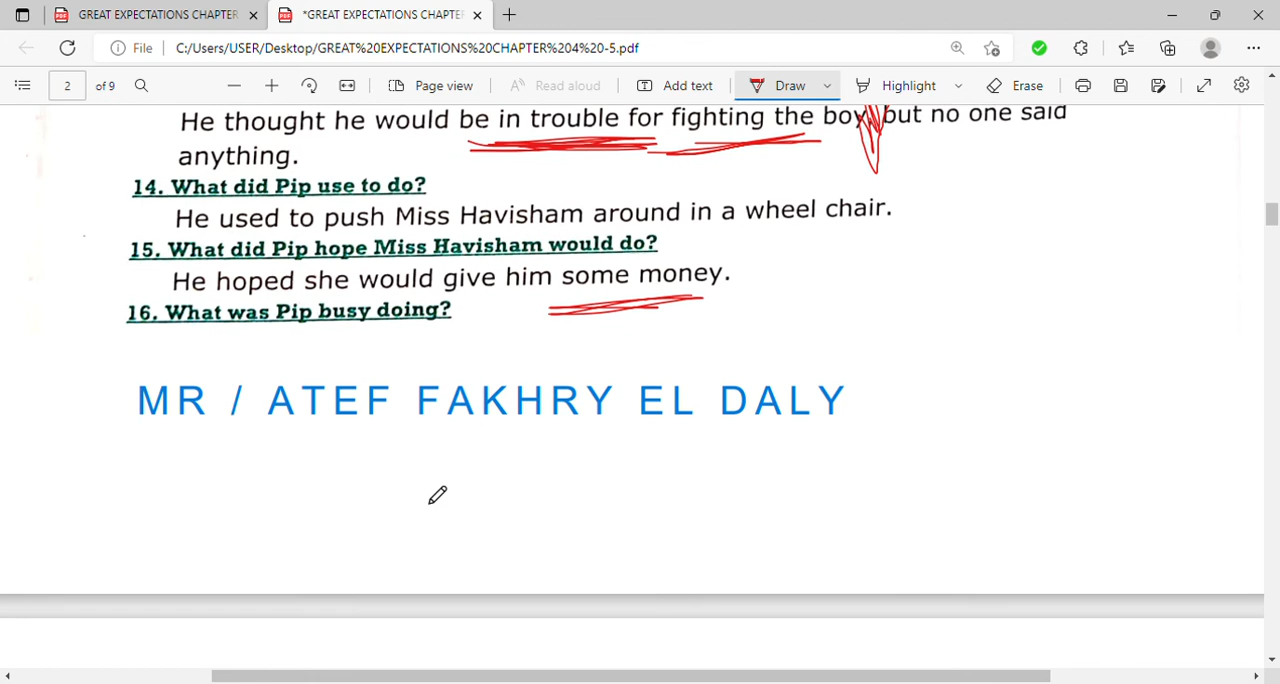 GREAT EXPECTATIONS CHAPTER
*GREAT EXPECTATIONS CHAPTE
File
C:/Users/USER/Desktop/GREAT%20EXPECTATIONS%20CHAPTER%204%20-5.pdf
2 of 9
Page view
Read aloud
Add text
Draw
Highlight
Erase
He thought he would be in trouble for fighting the boy, but no one said
anything.
14. What did Pip use to do?
He used to push Miss Havisham around in a wheel chair.
15. What did Pip hope Miss Havisham would do?
He hoped she would give him some money.
16. What was Pip busy doing?
MR / ATEF FAKHRY EL DALY